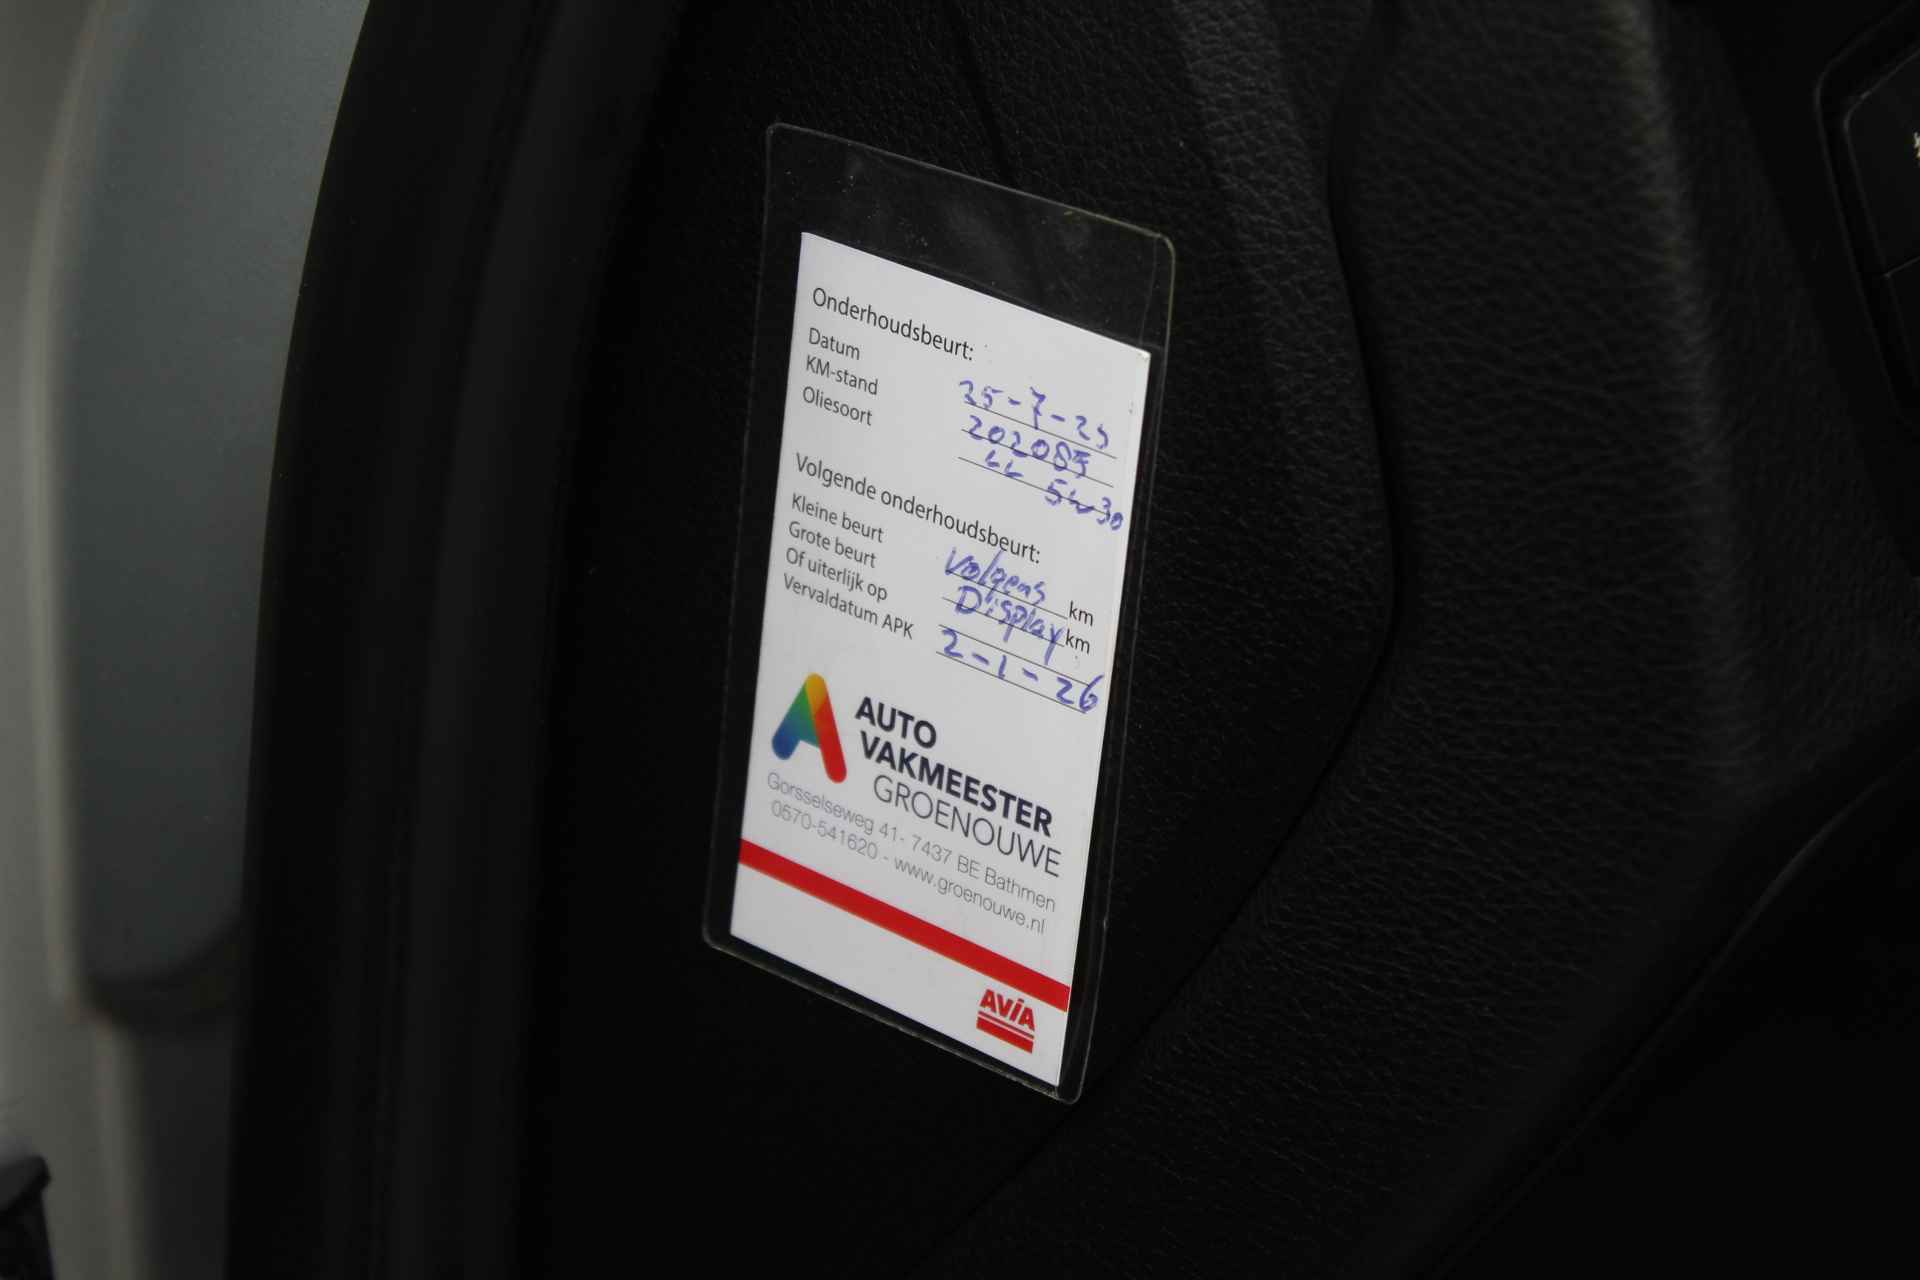 Onderhoudsbeurt:
Datum 25-7-25
KM-stand 202085
Oliesoort LL 5w30
Volgende onderhoudsbeurt:
Kleine beurt Volgens km
Grote beurt Display km
Of uiterlijk op
Vervaldatum APK 2-1-26
AUTO
VAKMEESTER
GROENOUWE
Gorsselseweg 41- 7437 BE Bathmen
0570-541620 - www.groenouwe.nl
AVIA